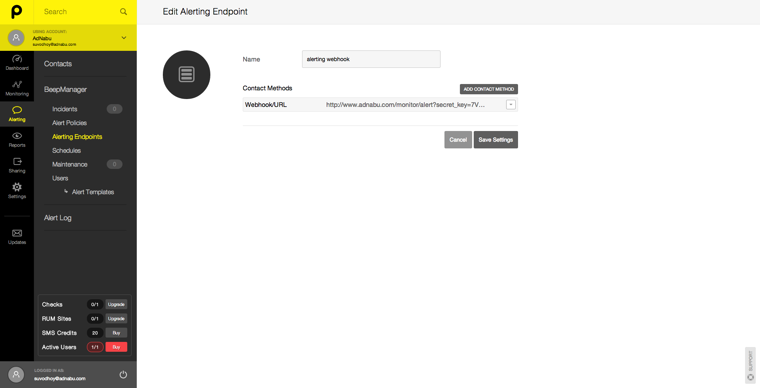 Search
Edit Alerting Endpoint
USING ACCOUNT:
AdNabu
suvodhoy@adnabu.com
Dashboard
Monitoring
Alerting
Reports
Sharing
Settings
Updates
Contacts
BeepManager
Incidents 0
Alert Policies
Alerting Endpoints
Schedules
Maintenance 0
Users
Alert Templates
Alert Log
Checks 0/1 Upgrade
RUM Sites 0/1 Upgrade
SMS Credits 20 Buy
Active Users 1/1 Buy
LOGGED IN AS:
suvodhoy@adnabu.com
Name alerting webhook
Contact Methods ADD CONTACT METHOD
Webhook/URL http://www.adnabu.com/monitor/alert?secret_key=7V...
Cancel Save Settings
SUPPORT